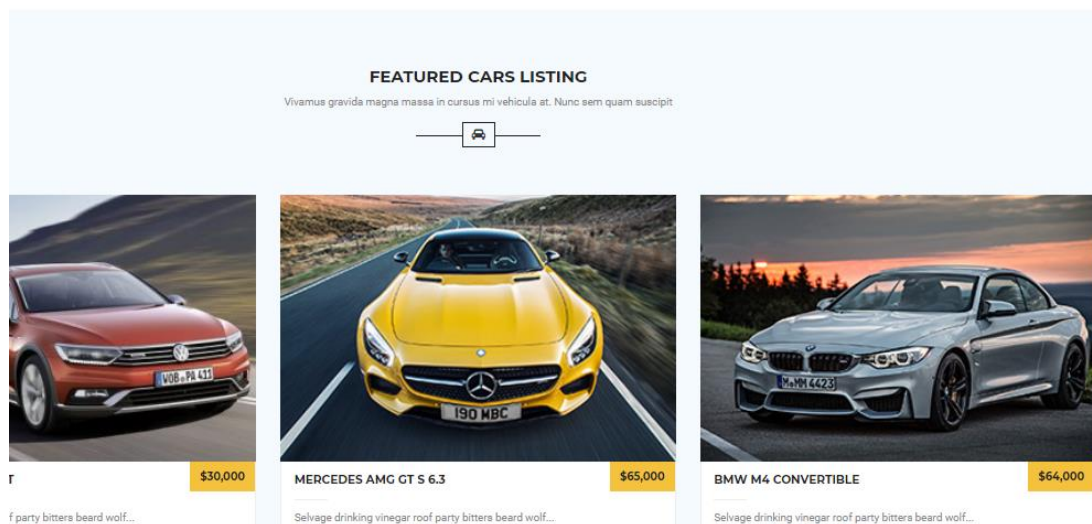 FEATURED CARS LISTING
Vivamus gravida magna massa in cursus mi vehicula at. Nunc sem quam suscipit
WOB PA 411
190 MBC
M MM 4423
T
$30,000
MERCEDES AMG GT S 6.3
$65,000
BMW M4 CONVERTIBLE
$64,000
f party bitters beard wolf...
Selvage drinking vinegar roof party bitters beard wolf...
Selvage drinking vinegar roof party bitters beard wolf...